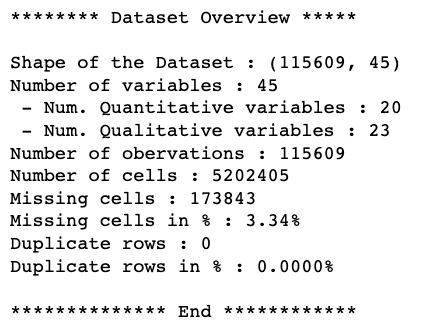 ******** Dataset Overview *****
Shape of the Dataset : (115609, 45)
Number of variables : 45
- Num. Quantitative variables : 20
- Num. Qualitative variables : 23
Number of obervations : 115609
Number of cells : 5202405
Missing cells : 173843
Missing cells in % : 3.34%
Duplicate rows : 0
Duplicate rows in % : 0.0000%
************** End ************